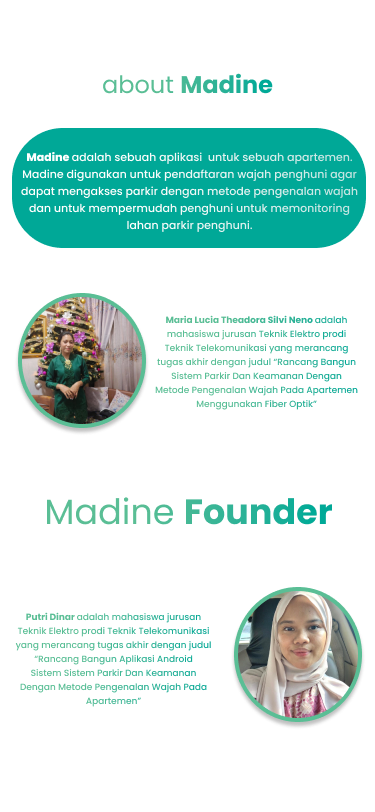 about Madine
Madine adalah sebuah aplikasi untuk sebuah apartemen.
Madine digunakan untuk pendaftaran wajah penghuni agar
dapat mengakses parkir dengan metode pengenalan wajah
dan untuk mempermudah penghuni untuk memonitoring
lahan parkir penghuni.
Maria Lucia Theadora Silvi Neno adalah
mahasiswa jurusan Teknik Elektro prodi
Teknik Telekomunikasi yang merancang
tugas akhir dengan judul “Rancang Bangun
Sistem Parkir Dan Keamanan Dengan
Metode Pengenalan Wajah Pada Apartemen
Menggunakan Fiber Optik”
Madine Founder
Putri Dinar adalah mahasiswa jurusan
Teknik Elektro prodi Teknik Telekomunikasi
yang merancang tugas akhir dengan judul
“Rancang Bangun Aplikasi Android
Sistem Sistem Parkir Dan Keamanan
Dengan Metode Pengenalan Wajah Pada
Apartemen”